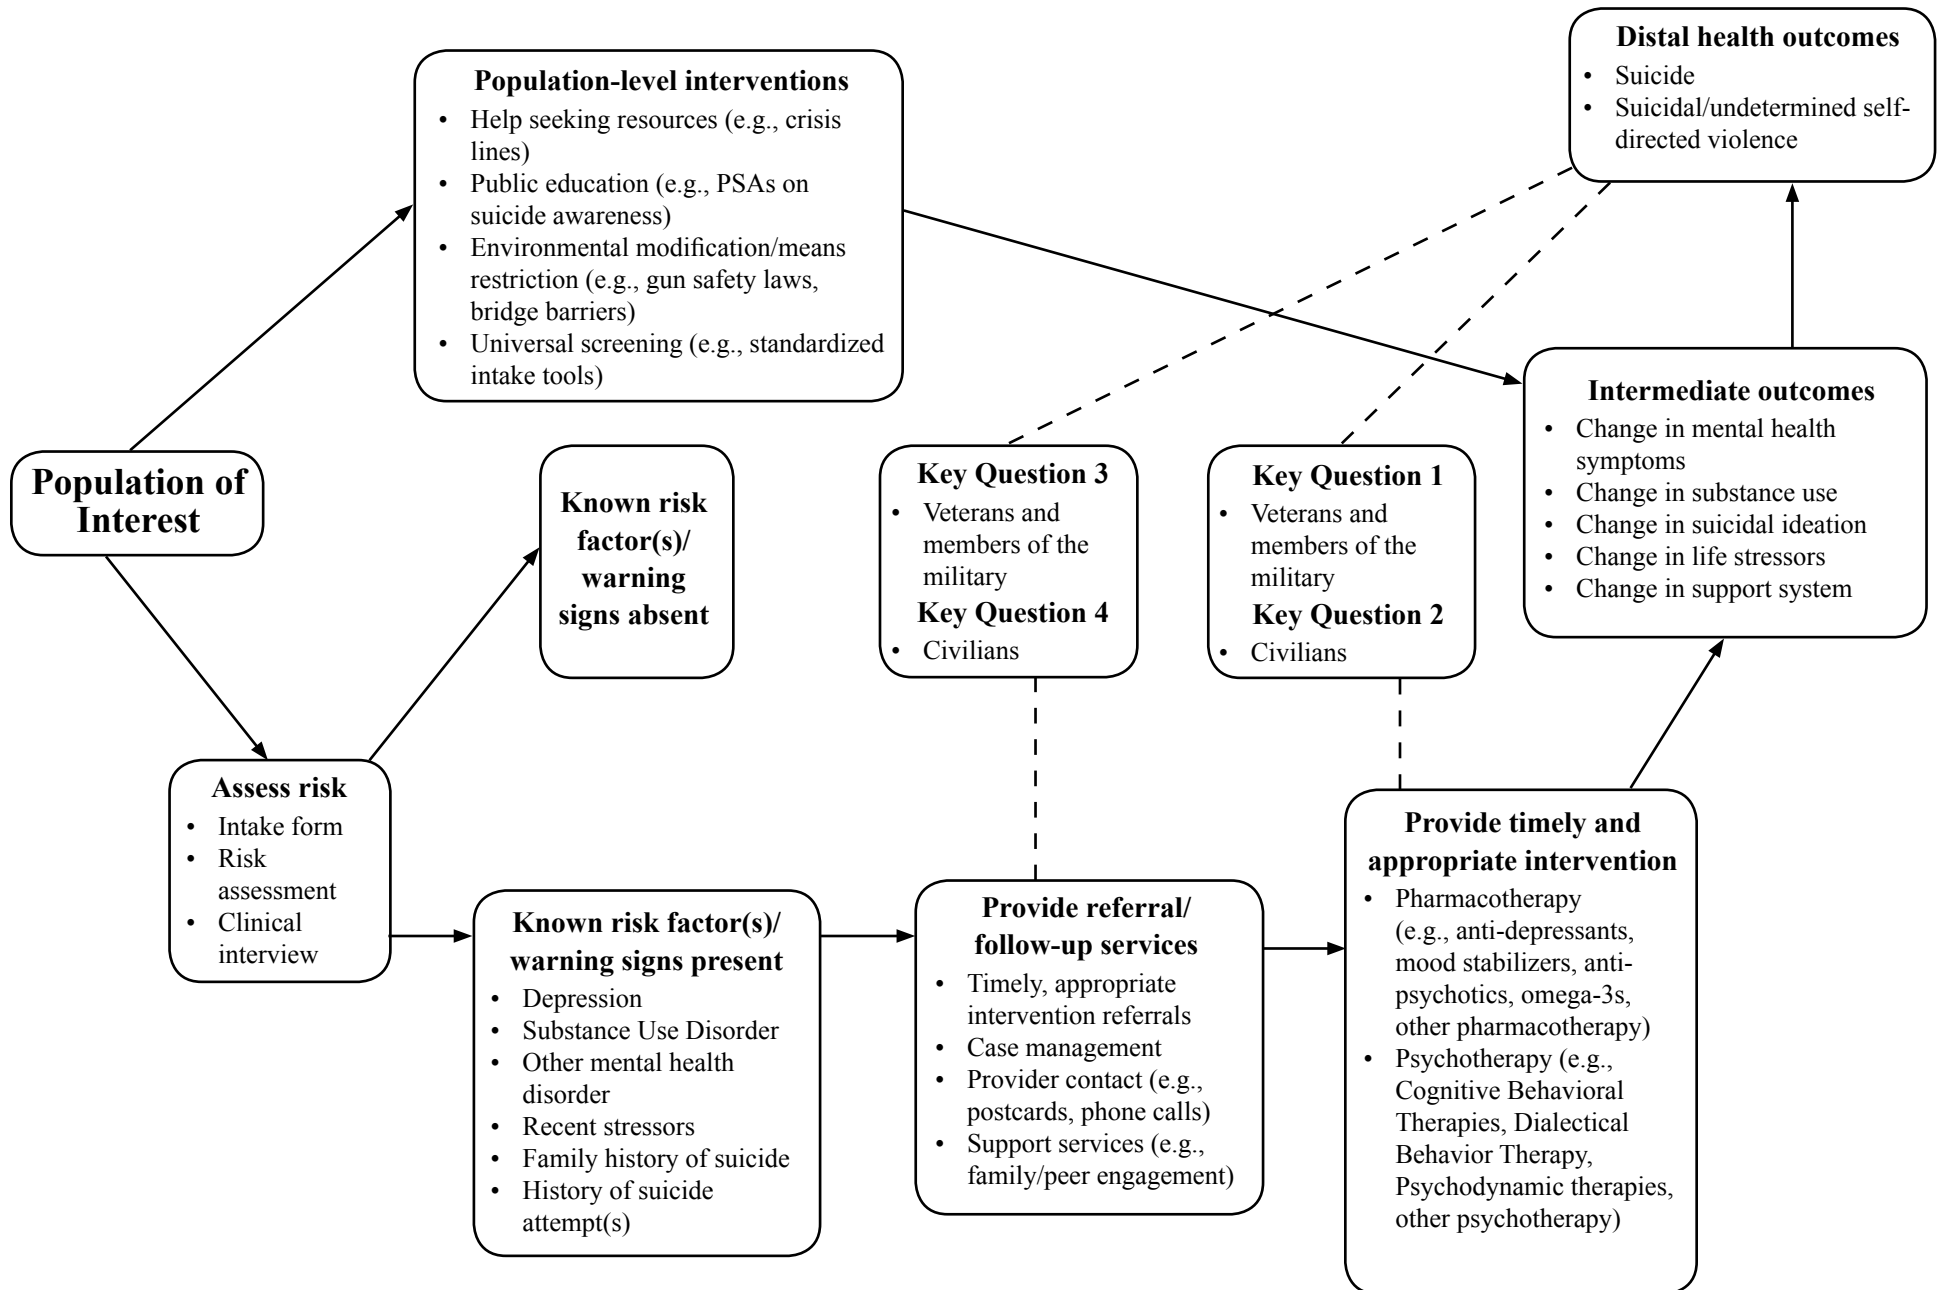 Distal health outcomes
• Suicide
• Suicidal/undetermined self-
directed violence
Population-level interventions
• Help seeking resources (e.g., crisis
lines)
• Public education (e.g., PSAs on
suicide awareness)
• Environmental modification/means
restriction (e.g., gun safety laws,
bridge barriers)
• Universal screening (e.g., standardized
intake tools)
Intermediate outcomes
• Change in mental health
symptoms
• Change in substance use
• Change in suicidal ideation
• Change in life stressors
• Change in support system
Population of
Interest
Known risk
factor(s)/
warning
signs absent
Key Question 3
• Veterans and
members of the
military
Key Question 4
• Civilians
Key Question 1
• Veterans and
members of the
military
Key Question 2
• Civilians
Assess risk
• Intake form
• Risk
assessment
• Clinical
interview
Known risk factor(s)/
warning signs present
• Depression
• Substance Use Disorder
• Other mental health
disorder
• Recent stressors
• Family history of suicide
• History of suicide
attempt(s)
Provide referral/
follow-up services
• Timely, appropriate
intervention referrals
• Case management
• Provider contact (e.g.,
postcards, phone calls)
• Support services (e.g.,
family/peer engagement)
Provide timely and
appropriate intervention
• Pharmacotherapy
(e.g., anti-depressants,
mood stabilizers, anti-
psychotics, omega-3s,
other pharmacotherapy)
• Psychotherapy (e.g.,
Cognitive Behavioral
Therapies, Dialectical
Behavior Therapy,
Psychodynamic therapies,
other psychotherapy)